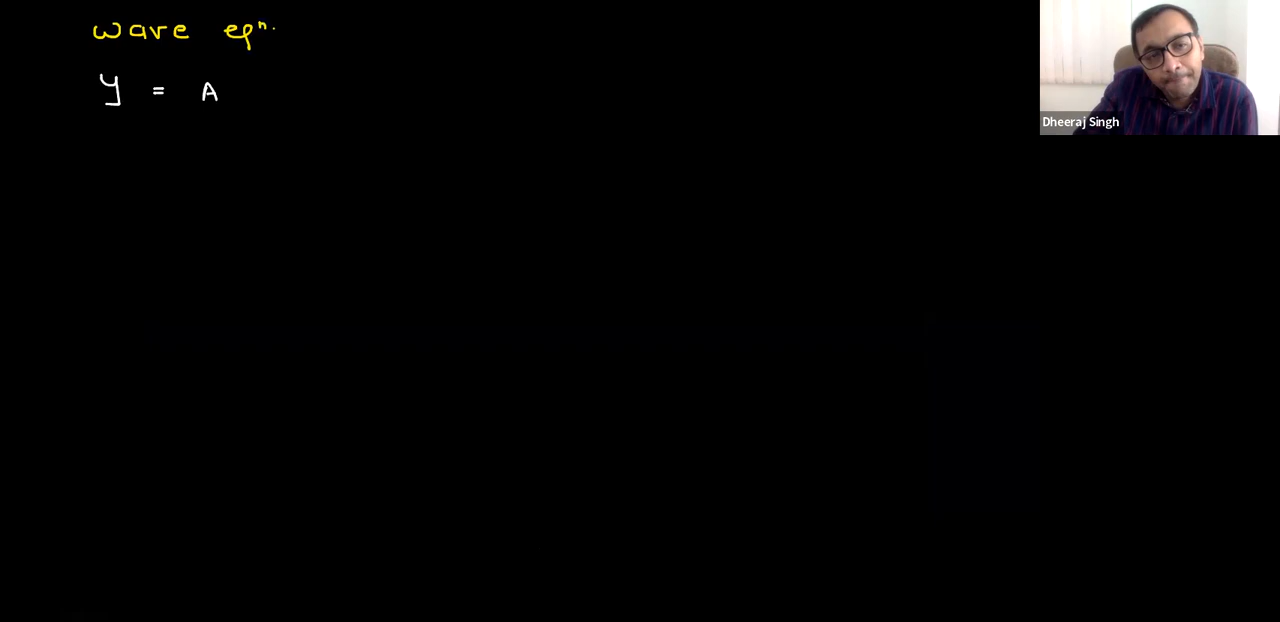 wave eqⁿ.
y = A
Dheeraj Singh